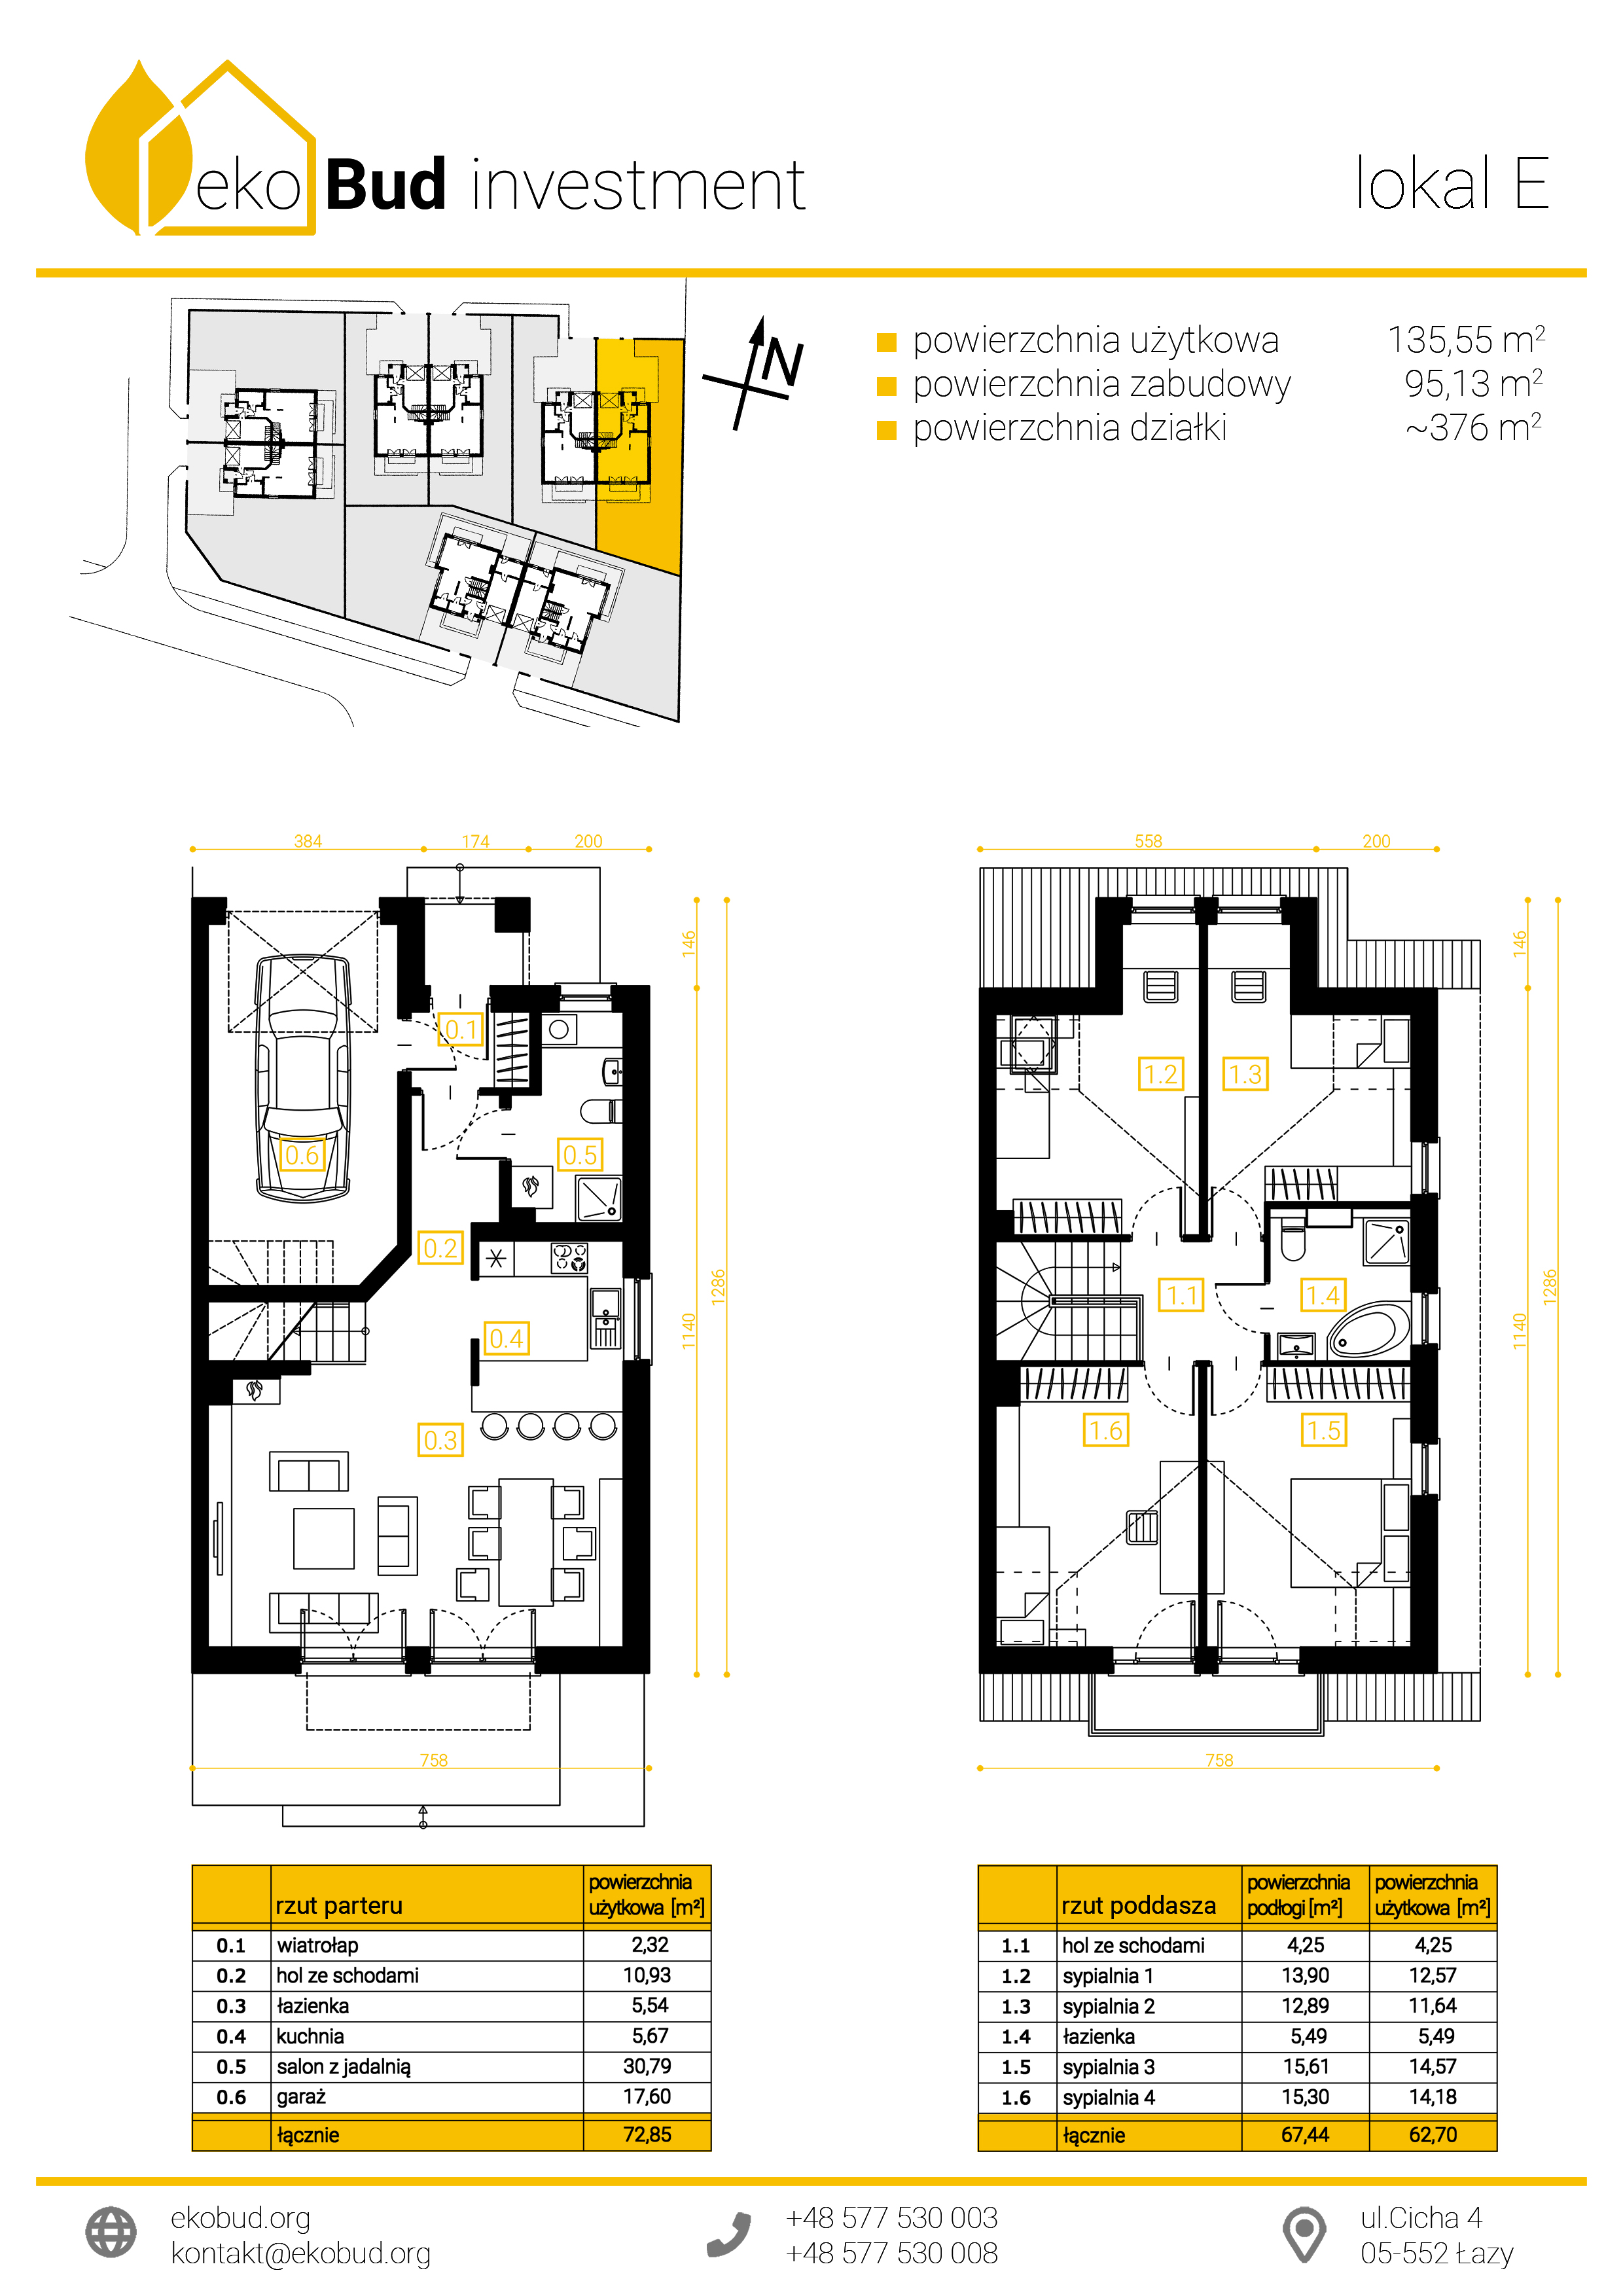 eko Bud investment
lokal E
N
powierzchnia użytkowa 135,55 m²
powierzchnia zabudowy 95,13 m²
powierzchnia działki ~376 m²
384 174 200
146
1140
1286
0.1
0.6
0.5
0.2
0.4
0.3
758
558 200
146
1140
1286
1.2 1.3
1.1 1.4
1.6 1.5
758
rzut parteru powierzchnia użytkowa [m²]
0.1 wiatrołap 2,32
0.2 hol ze schodami 10,93
0.3 łazienka 5,54
0.4 kuchnia 5,67
0.5 salon z jadalnią 30,79
0.6 garaż 17,60
łącznie 72,85
rzut poddasza powierzchnia podłogi [m²] powierzchnia użytkowa [m²]
1.1 hol ze schodami 4,25 4,25
1.2 sypialnia 1 13,90 12,57
1.3 sypialnia 2 12,89 11,64
1.4 łazienka 5,49 5,49
1.5 sypialnia 3 15,61 14,57
1.6 sypialnia 4 15,30 14,18
łącznie 67,44 62,70
ekobud.org
kontakt@ekobud.org
+48 577 530 003
+48 577 530 008
ul.Cicha 4
05-552 Łazy